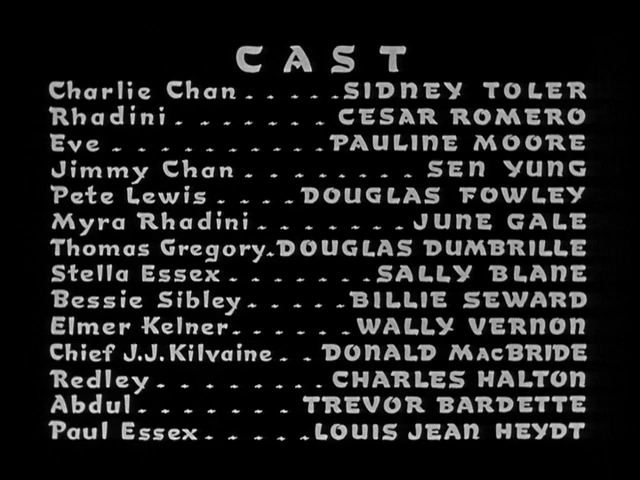 CAST
Charlie Chan . . . . . SIDNEY TOLER
Rhadini . . . . . . . CESAR ROMERO
Eve . . . . . . . . . . PAULINE MOORE
Jimmy Chan . . . . . . . . SEN YUNG
Pete Lewis . . . . DOUGLAS FOWLEY
Myra Rhadini . . . . . . . JUNE GALE
Thomas Gregory . DOUGLAS DUMBRILLE
Stella Essex . . . . . . . SALLY BLANE
Bessie Sibley . . . . . BILLIE SEWARD
Elmer Kelner . . . . . . WALLY VERNON
Chief J.J. Kilvaine . . DONALD MacBRIDE
Redley . . . . . . . . CHARLES HALTON
Abdul . . . . . . . TREVOR BARDETTE
Paul Essex . . . . . LOUIS JEAN HEYDT